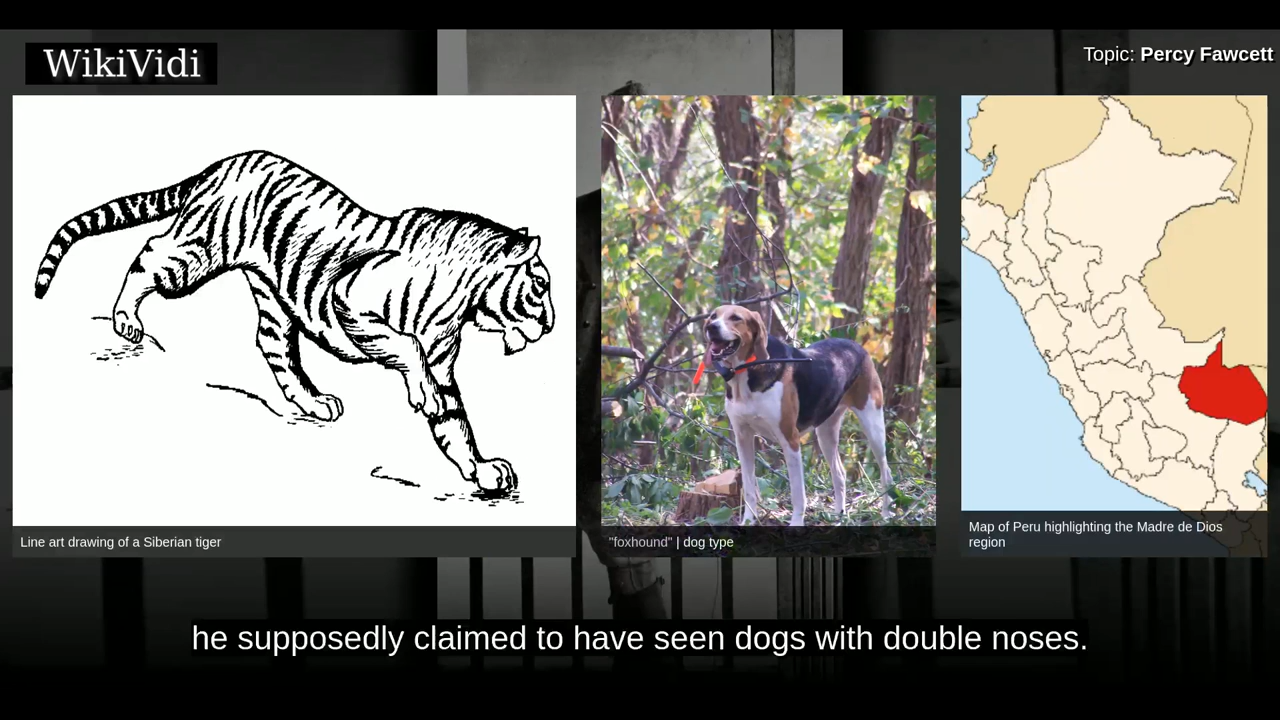 WikiVidi
Topic: Percy Fawcett
Line art drawing of a Siberian tiger
"foxhound" | dog type
Map of Peru highlighting the Madre de Dios
region
he supposedly claimed to have seen dogs with double noses.